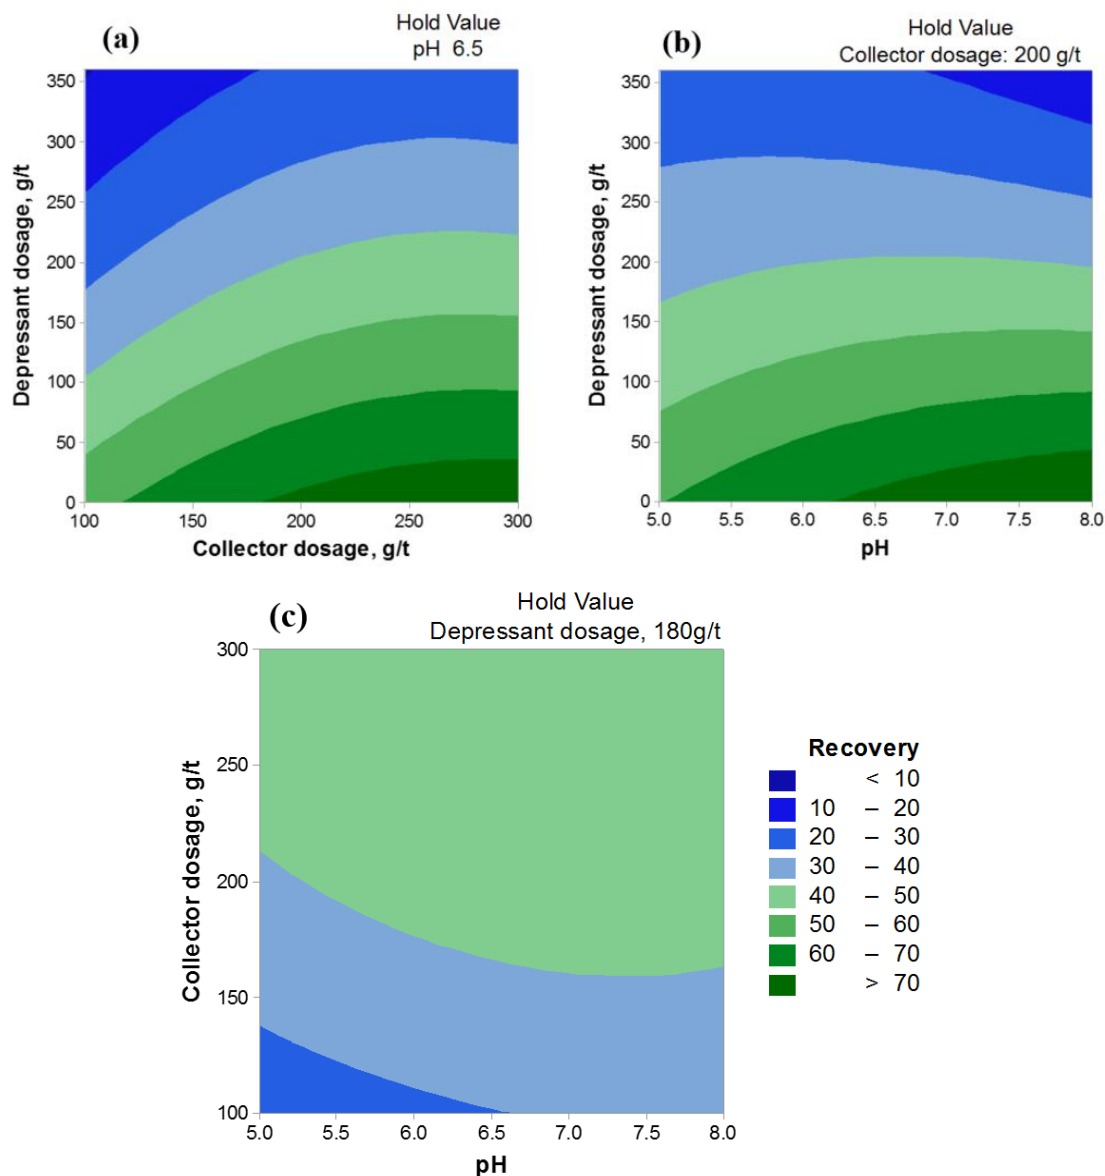 (a)
Hold Value
pH 6.5
Depressant dosage, g/t
350
300
250
200
150
100
50
0
100 150 200 250 300
Collector dosage, g/t
(b)
Hold Value
Collector dosage: 200 g/t
Depressant dosage, g/t
350
300
250
200
150
100
50
0
5.0 5.5 6.0 6.5 7.0 7.5 8.0
pH
(c)
Hold Value
Depressant dosage, 180g/t
Collector dosage, g/t
300
250
200
150
100
5.0 5.5 6.0 6.5 7.0 7.5 8.0
pH
Recovery
< 10
10 – 20
20 – 30
30 – 40
40 – 50
50 – 60
60 – 70
> 70